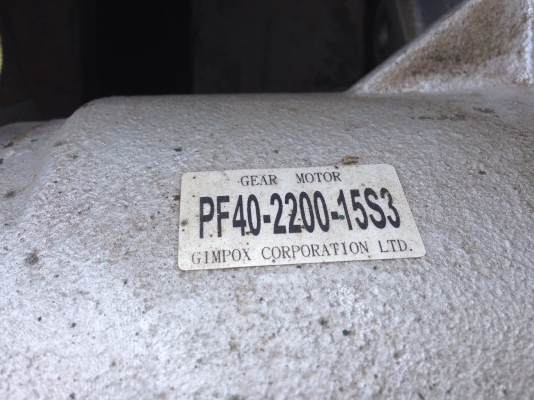 GEAR MOTOR
PF40-2200-15S3
GIMPOX CORPORATION LTD.